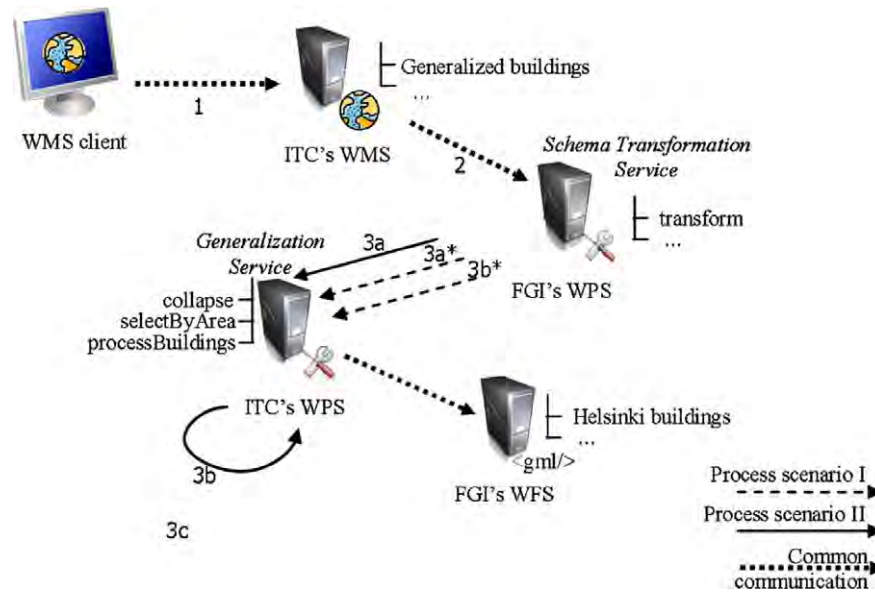 Generalized buildings
...
1
WMS client
ITC's WMS
2
Schema Transformation
Service
transform
...
Generalization
Service
3a
3a*
3b*
FGI's WPS
collapse
selectByArea
processBuildings
ITC's WPS
Helsinki buildings
...
<gml/>
3b
FGI's WFS
3c
Process scenario I
Process scenario II
Common
communication